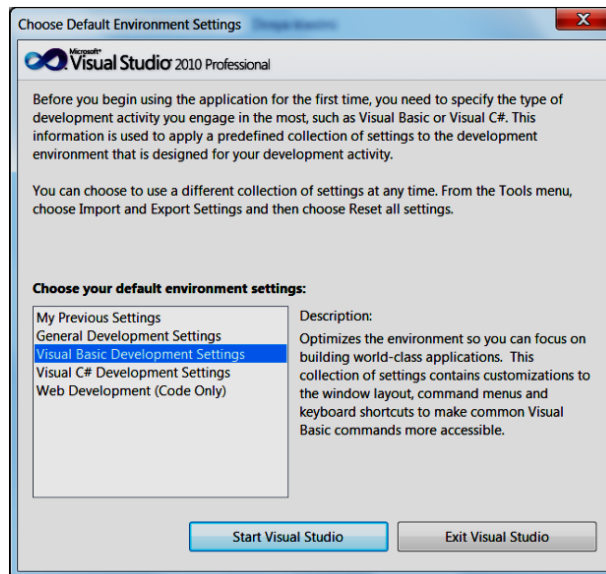 Choose Default Environment Settings
Microsoft®
Visual Studio 2010 Professional
Before you begin using the application for the first time, you need to specify the type of
development activity you engage in the most, such as Visual Basic or Visual C#. This
information is used to apply a predefined collection of settings to the development
environment that is designed for your development activity.
You can choose to use a different collection of settings at any time. From the Tools menu,
choose Import and Export Settings and then choose Reset all settings.
Choose your default environment settings:
My Previous Settings
General Development Settings
Visual Basic Development Settings
Visual C# Development Settings
Web Development (Code Only)
Description:
Optimizes the environment so you can focus on
building world-class applications. This
collection of settings contains customizations to
the window layout, command menus and
keyboard shortcuts to make common Visual
Basic commands more accessible.
Start Visual Studio
Exit Visual Studio